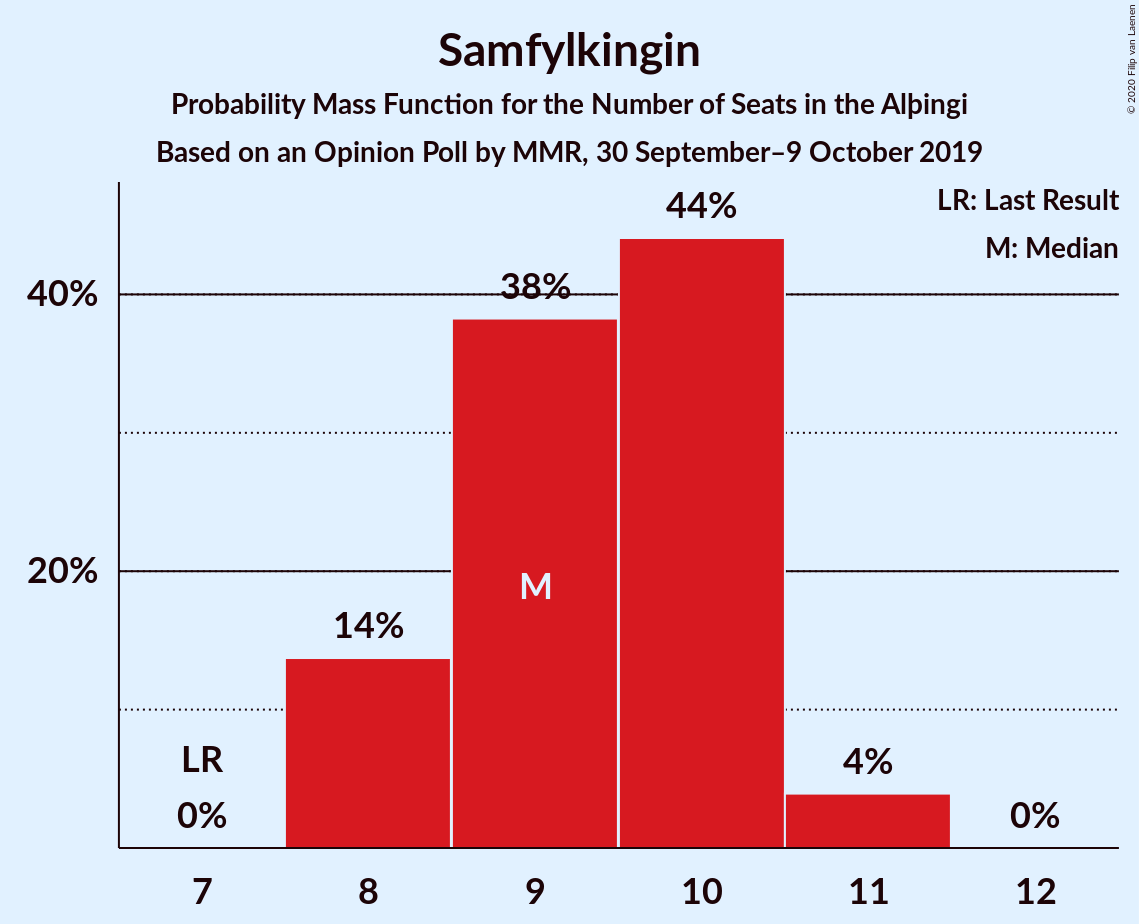 Samfylkingin
Probability Mass Function for the Number of Seats in the Alþingi
Based on an Opinion Poll by MMR, 30 September–9 October 2019
© 2020 Filip van Laenen
LR: Last Result
M: Median
44%
38%
40%
20%
M
14%
LR
0%
4%
0%
7
8
9
10
11
12